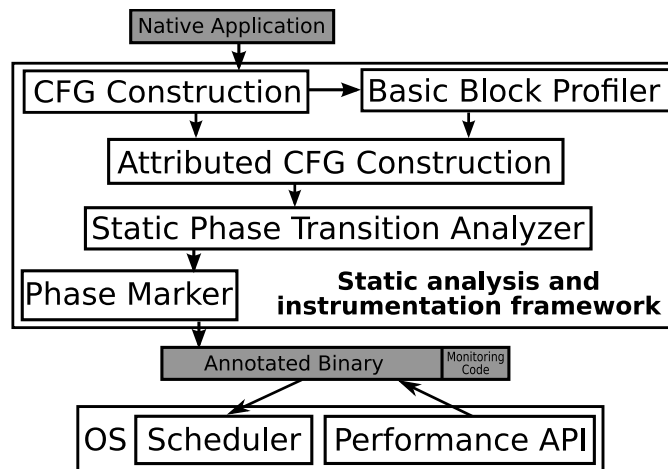 Native Application
CFG Construction
Basic Block Profiler
Attributed CFG Construction
Static Phase Transition Analyzer
Phase Marker
Static analysis and
instrumentation framework
Annotated Binary
Monitoring
Code
OS
Scheduler
Performance API